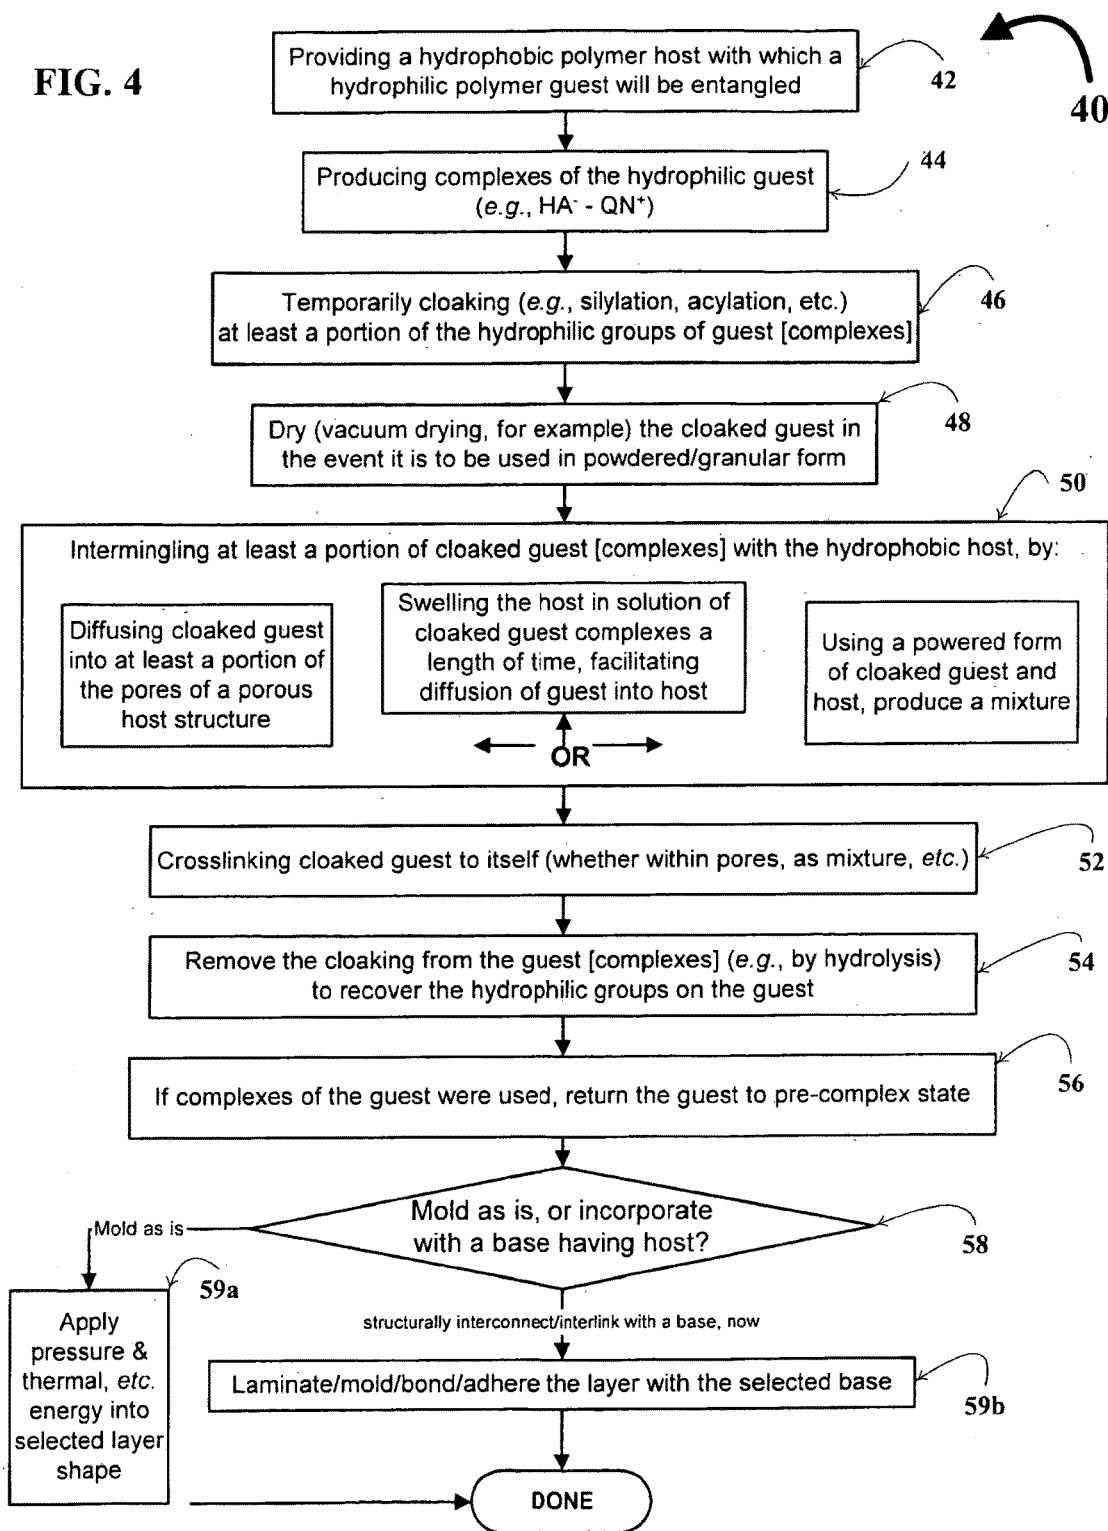 FIG. 4
40
Providing a hydrophobic polymer host with which a
hydrophilic polymer guest will be entangled
42
Producing complexes of the hydrophilic guest
(e.g., HA⁻ - QN⁺)
44
Temporarily cloaking (e.g., silylation, acylation, etc.)
at least a portion of the hydrophilic groups of guest [complexes]
46
Dry (vacuum drying, for example) the cloaked guest in
the event it is to be used in powdered/granular form
48
50
Intermingling at least a portion of cloaked guest [complexes] with the hydrophobic host, by:
Diffusing cloaked guest
into at least a portion of
the pores of a porous
host structure
Swelling the host in solution of
cloaked guest complexes a
length of time, facilitating
diffusion of guest into host
Using a powered form
of cloaked guest and
host, produce a mixture
OR
Crosslinking cloaked guest to itself (whether within pores, as mixture, etc.)
52
Remove the cloaking from the guest [complexes] (e.g., by hydrolysis)
to recover the hydrophilic groups on the guest
54
If complexes of the guest were used, return the guest to pre-complex state
56
Mold as is, or incorporate
with a base having host?
58
Mold as is
59a
Apply
pressure &
thermal, etc.
energy into
selected layer
shape
structurally interconnect/interlink with a base, now
Laminate/mold/bond/adhere the layer with the selected base
59b
DONE